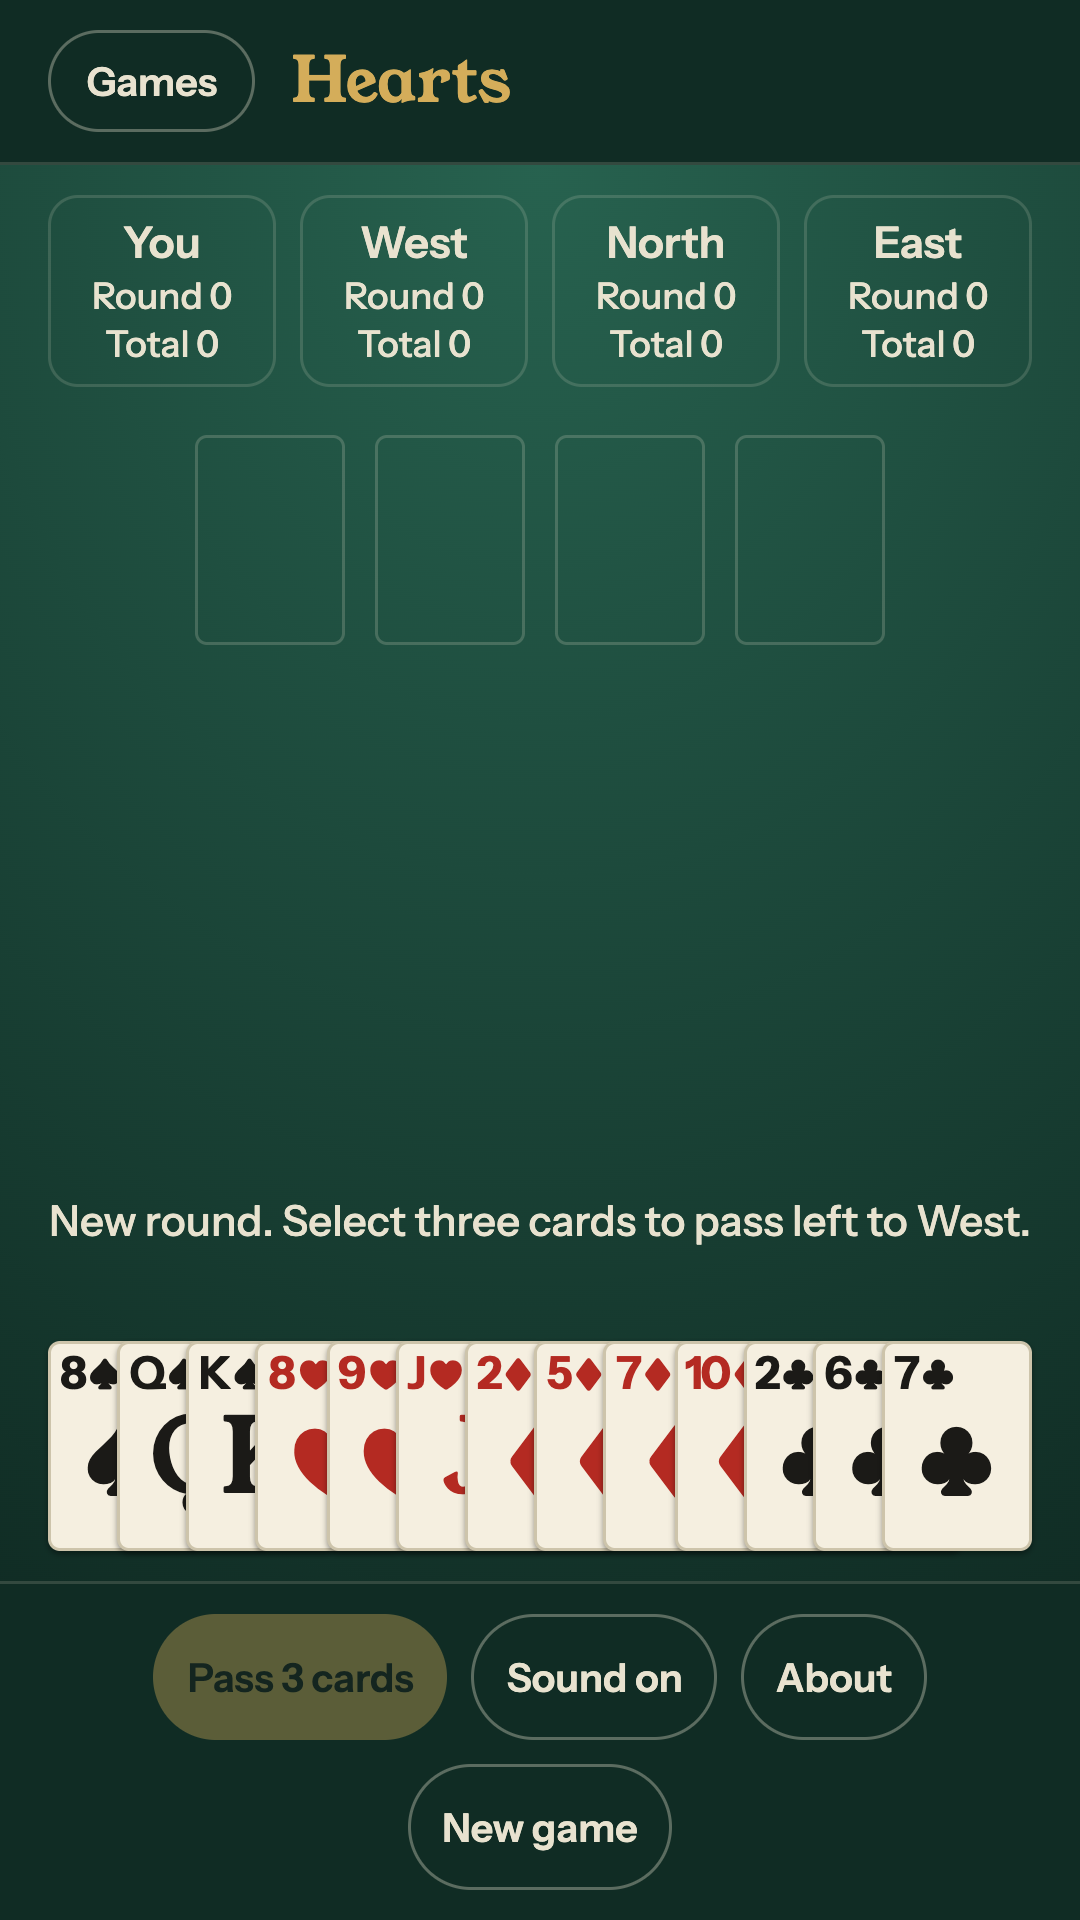 Games Hearts
You West North East
Round 0 Round 0 Round 0 Round 0
Total 0 Total 0 Total 0 Total 0
New round. Select three cards to pass left to West.
8♠ Q♠ K♠ 8♥ 9♥ J♥ 2♦ 5♦ 7♦ 10♦ 2♣ 6♣ 7♣
Q K J
Pass 3 cards Sound on About
New game